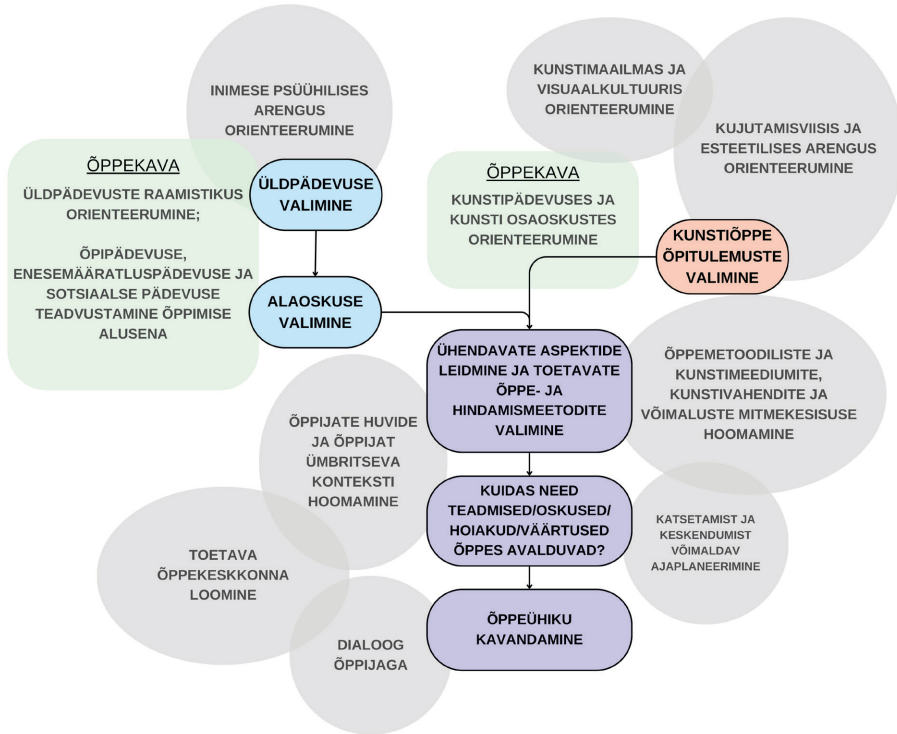 INIMESE PSÜÜHILISES
ARENGUS
ORIENTEERUMINE
KUNSTIMAAILMAS JA
VISUAALKULTUURIS
ORIENTEERUMINE
KUJUTAMISVIISIS JA
ESTEETILISES ARENGUS
ORIENTEERUMINE
ÕPPEKAVA
ÜLDPÄDEVUSTE RAAMISTIKUS
ORIENTEERUMINE;
ÕPIPÄDEVUSE,
ENESEMÄÄRATLUSPÄDEVUSE JA
SOTSIAALSE PÄDEVUSE
TEADVUSTAMINE ÕPPIMISE
ALUSENA
ÜLDPÄDEVUSE
VALIMINE
ALAOSKUSE
VALIMINE
ÕPPEKAVA
KUNSTIPÄDEVUSES JA
KUNSTI OSAOSKUSTES
ORIENTEERUMINE
KUNSTIÕPPE
ÕPITULEMUSTE
VALIMINE
ÜHENDAVATE ASPEKTIDE
LEIDMINE JA TOETAVATE
ÕPPE- JA
HINDAMISMEETODITE
VALIMINE
ÕPPEMETOODILISTE JA
KUNSTIMEEDIUMITE,
KUNSTIVAHENDITE JA
VÕIMALUSTE MITMEKESISUSE
HOOMAMINE
ÕPPIJATE HUVIDE
JA ÕPPIJAT
ÜMBRITSEVA
KONTEKSTI
HOOMAMINE
KUIDAS NEED
TEADMISED/OSKUSED/
HOIAKUD/VÄÄRTUSED
ÕPPES AVALDUVAD?
KATSETAMIST JA
KESKENDUMIST
VÕIMALDAV
AJAPLANEERIMINE
TOETAVA
ÕPPEKESKKONNA
LOOMINE
ÕPPEÜHIKU
KAVANDAMINE
DIALOOG
ÕPPIJAGA